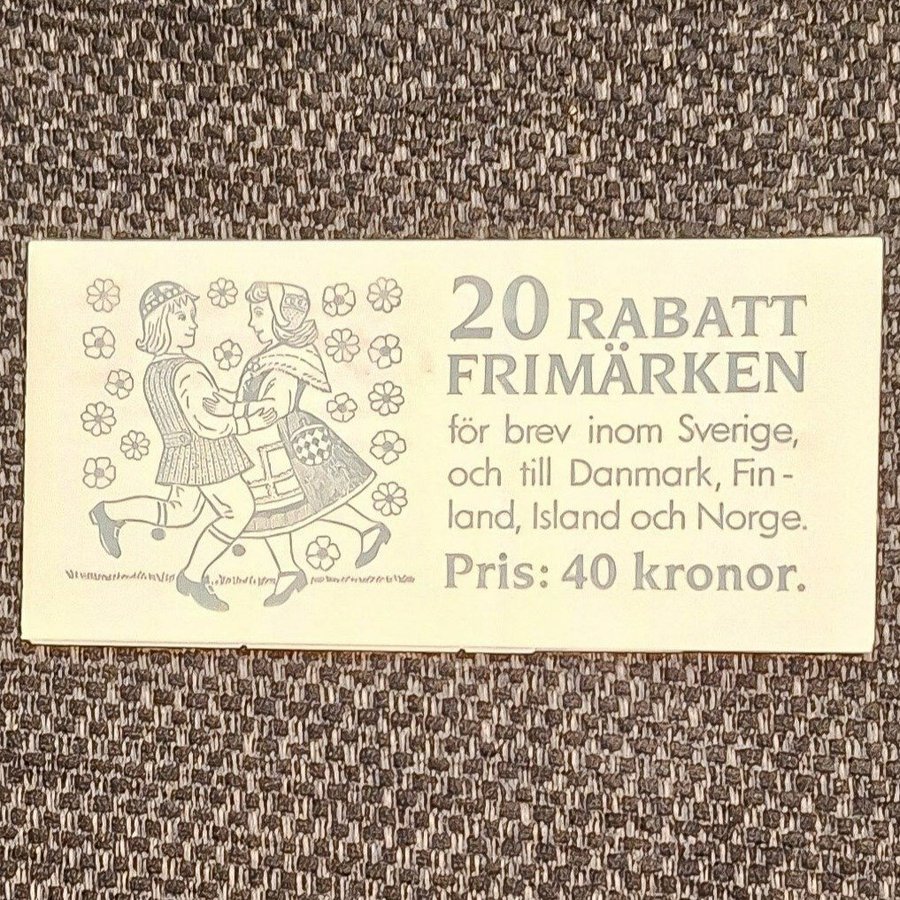 20 RABATT
FRIMÄRKEN
för brev inom Sverige,
och till Danmark, Fin-
land, Island och Norge.
Pris: 40 kronor.